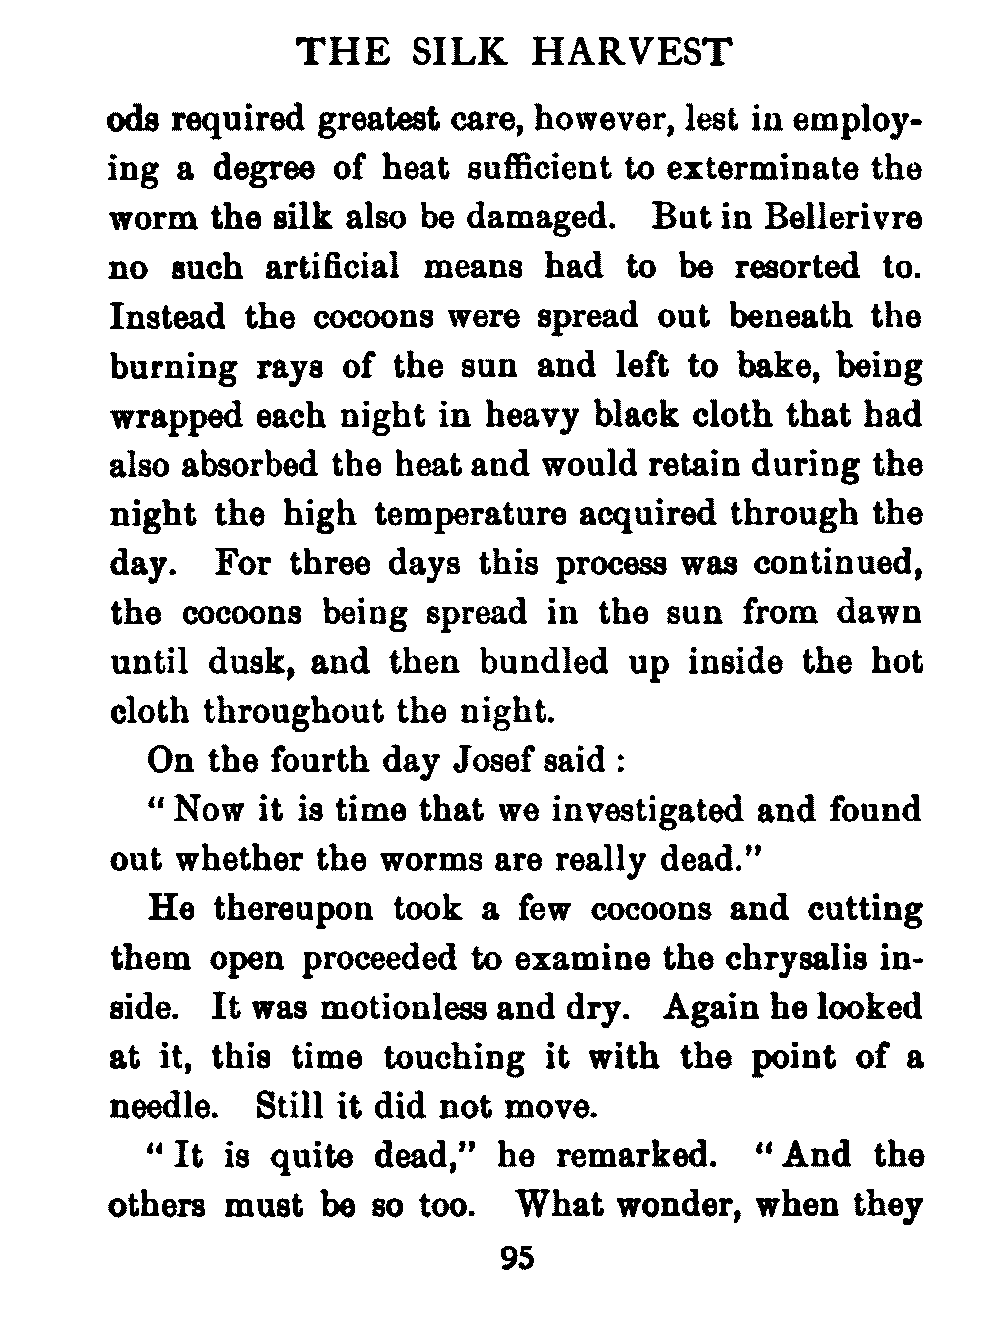 THE SILK HARVEST
ods required greatest care, however, lest in employ-
ing a degree of heat sufficient to exterminate the
worm the silk also be damaged. But in Bellerivre
no such artificial means had to be resorted to.
Instead the cocoons were spread out beneath the
burning rays of the sun and left to bake, being
wrapped each night in heavy black cloth that had
also absorbed the heat and would retain during the
night the high temperature acquired through the
day. For three days this process was continued,
the cocoons being spread in the sun from dawn
until dusk, and then bundled up inside the hot
cloth throughout the night.
On the fourth day Josef said :
“ Now it is time that we investigated and found
out whether the worms are really dead.”
He thereupon took a few cocoons and cutting
them open proceeded to examine the chrysalis in-
side. It was motionless and dry. Again he looked
at it, this time touching it with the point of a
needle. Still it did not move.
“ It is quite dead,” he remarked. “ And the
others must be so too. What wonder, when they
95